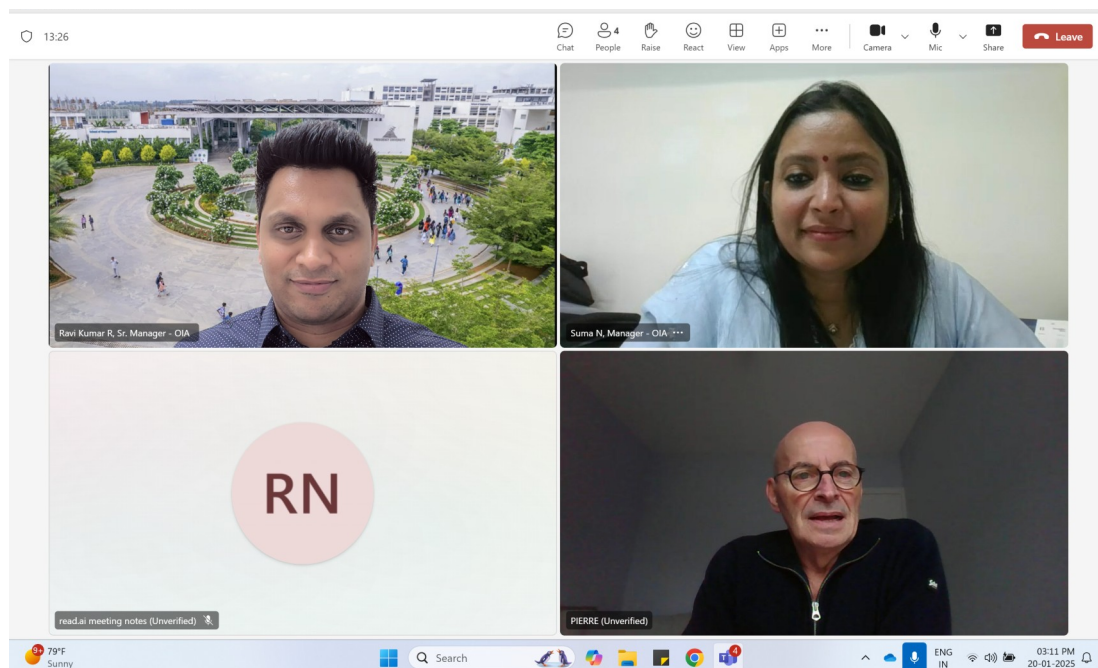 13:26
Chat
People
4
Raise
React
View
Apps
More
Camera
Mic
Share
Leave
Ravi Kumar R, Sr. Manager - OIA
Suma N, Manager - OIA
RN
read.ai meeting notes (Unverified)
PIERRE (Unverified)
9+
79°F
Sunny
Search
4
ENG
IN
03:11 PM
20-01-2025